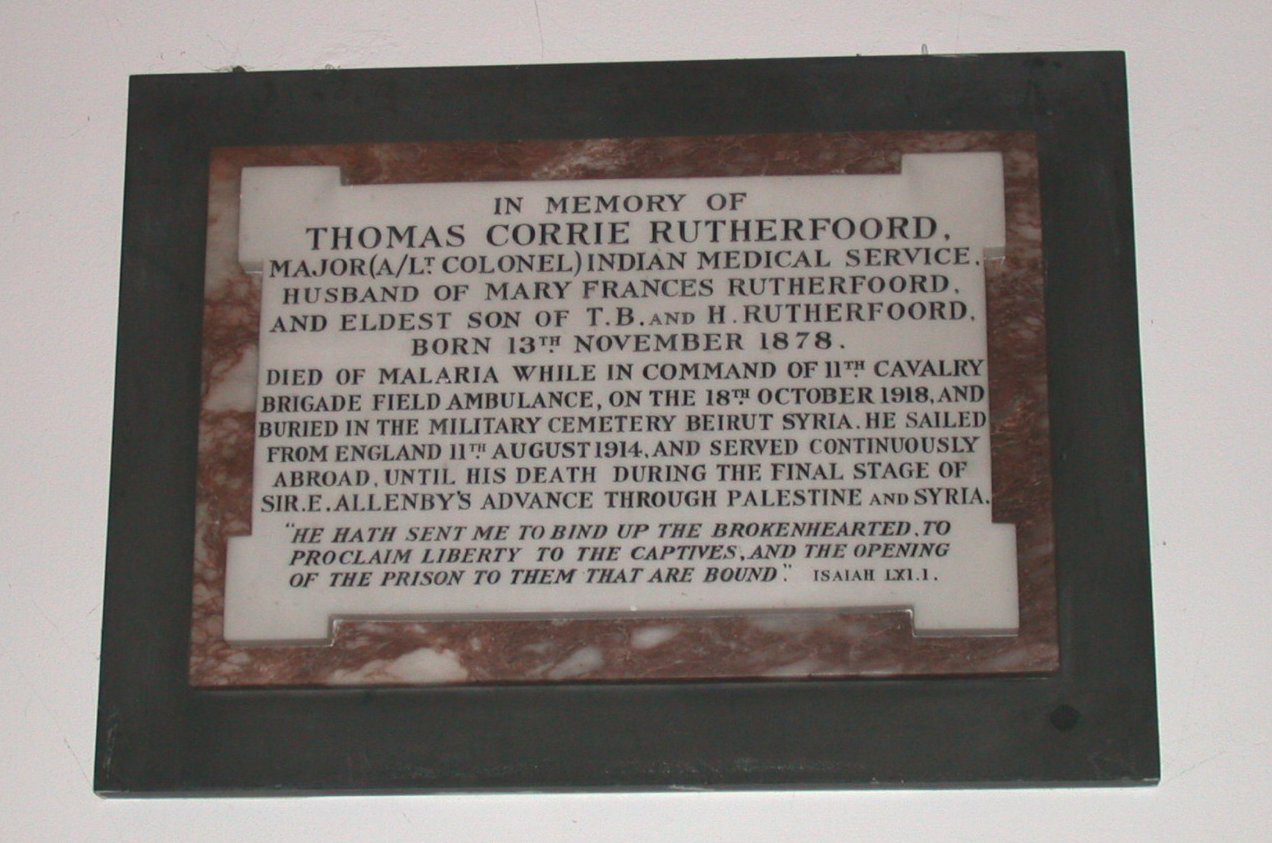 IN MEMORY OF
THOMAS CORRIE RUTHERFOORD,
MAJOR (A/LT. COLONEL) INDIAN MEDICAL SERVICE.
HUSBAND OF MARY FRANCES RUTHERFOORD,
AND ELDEST SON OF T.B. AND H. RUTHERFOORD.
BORN 13TH NOVEMBER 1878.
DIED OF MALARIA WHILE IN COMMAND OF 11TH CAVALRY
BRIGADE FIELD AMBULANCE, ON THE 18TH OCTOBER 1918, AND
BURIED IN THE MILITARY CEMETERY BEIRUT SYRIA. HE SAILED
FROM ENGLAND 11TH AUGUST 1914, AND SERVED CONTINUOUSLY
ABROAD, UNTIL HIS DEATH DURING THE FINAL STAGE OF
SIR. E. ALLENBY'S ADVANCE THROUGH PALESTINE AND SYRIA.
"HE HATH SENT ME TO BIND UP THE BROKENHEARTED, TO
PROCLAIM LIBERTY TO THE CAPTIVES, AND THE OPENING
OF THE PRISON TO THEM THAT ARE BOUND." ISAIAH LXI.I.